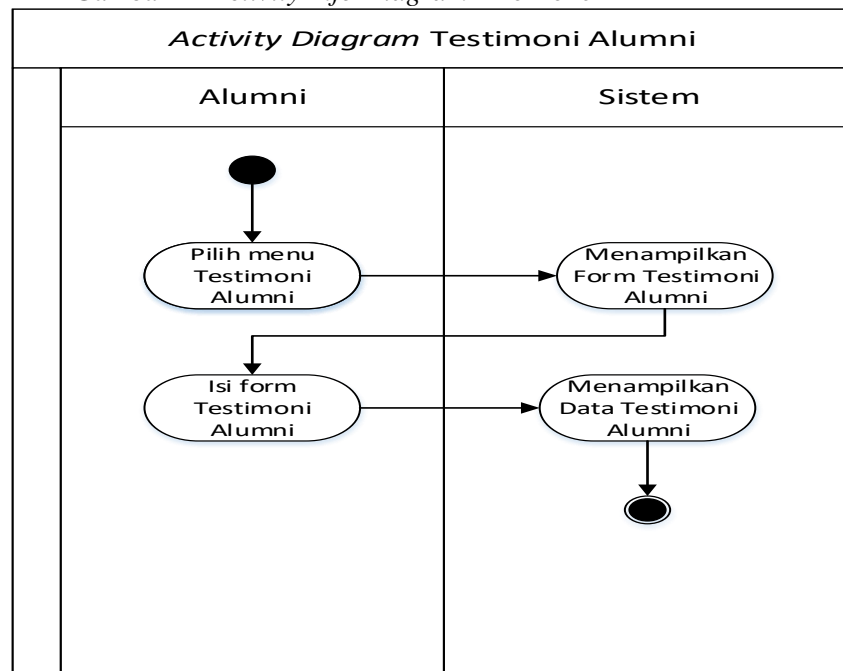 Activity Diagram Testimoni Alumni
Alumni
Sistem
Pilih menu
Testimoni
Alumni
Menampilkan
Form Testimoni
Alumni
Isi form
Testimoni
Alumni
Menampilkan
Data Testimoni
Alumni